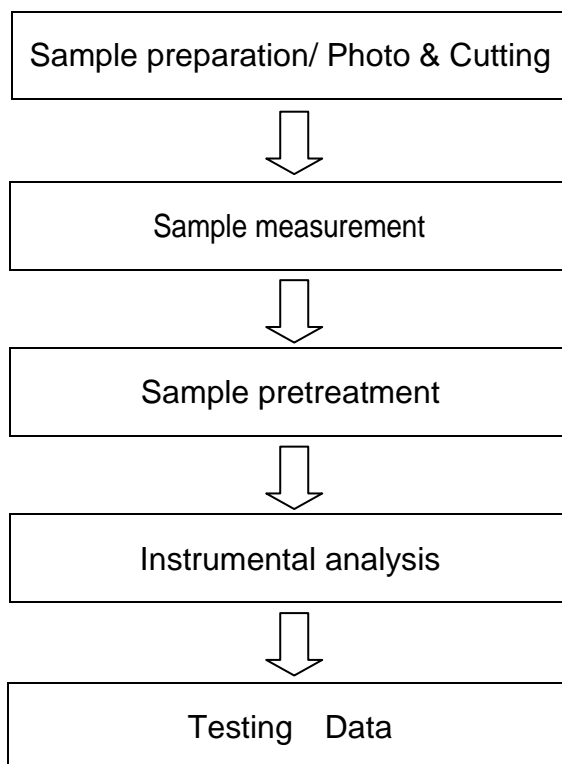 Sample preparation/ Photo & Cutting
Sample measurement
Sample pretreatment
Instrumental analysis
Testing Data